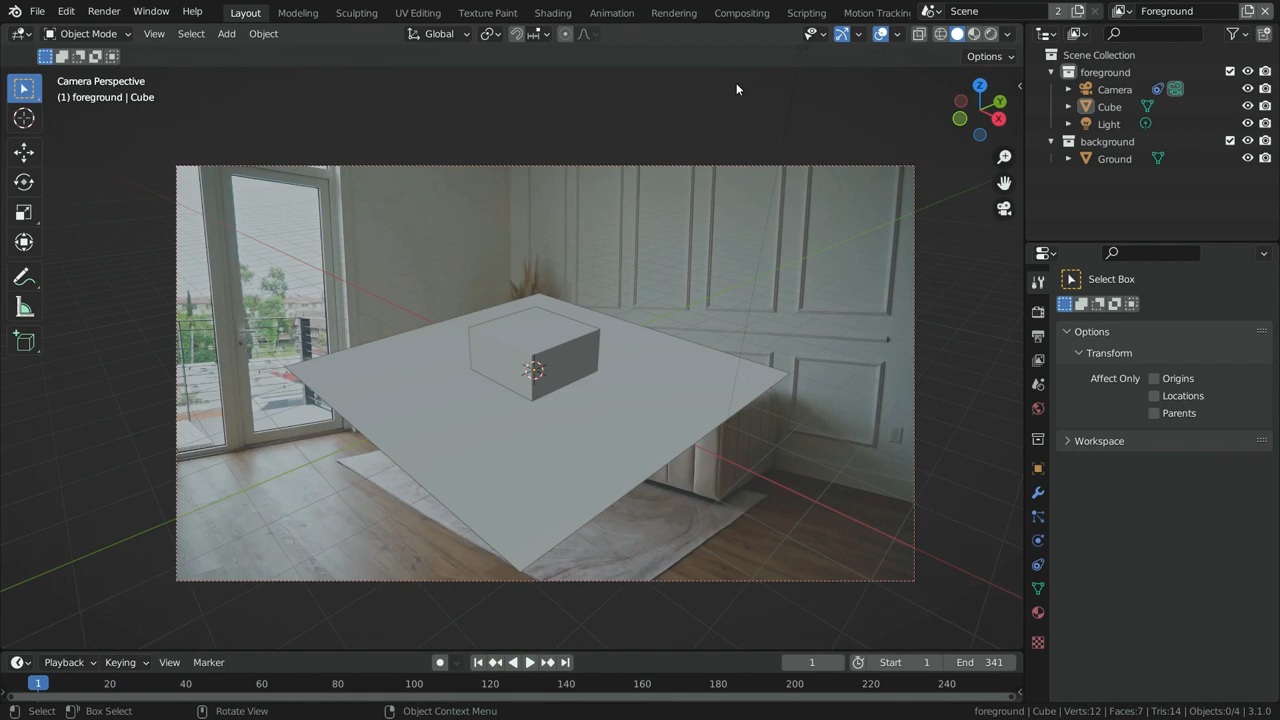 File Edit Render Window Help Layout Modeling Sculpting UV Editing Texture Paint Shading Animation Rendering Compositing Scripting Motion Tracking Scene 2 Foreground
Object Mode View Select Add Object Global
Options
Camera Perspective
(1) foreground | Cube
Z
Y
X
Scene Collection
foreground
Camera
Cube
Light
background
Ground
Select Box
Options
Transform
Affect Only Origins
Locations
Parents
Workspace
Playback Keying View Marker 1 Start 1 End 341
1 20 40 60 80 100 120 140 160 180 200 220 240
Select Box Select Rotate View Object Context Menu foreground | Cube | Verts:12 | Faces:7 | Tris:14 | Objects:0/4 | 3.1.0